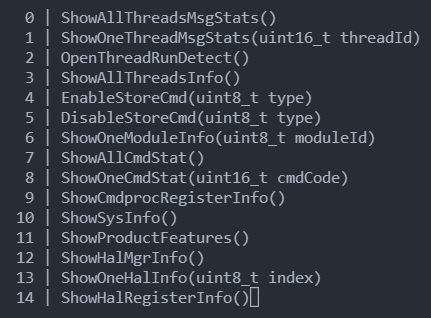 0 | ShowAllThreadsMsgStats()
1 | ShowOneThreadMsgStats(uint16_t threadId)
2 | OpenThreadRunDetect()
3 | ShowAllThreadsInfo()
4 | EnableStoreCmd(uint8_t type)
5 | DisableStoreCmd(uint8_t type)
6 | ShowOneModuleInfo(uint8_t moduleId)
7 | ShowAllCmdStat()
8 | ShowOneCmdStat(uint16_t cmdCode)
9 | ShowCmdprocRegisterInfo()
10 | ShowSysInfo()
11 | ShowProductFeatures()
12 | ShowHalMgrInfo()
13 | ShowOneHalInfo(uint8_t index)
14 | ShowHalRegisterInfo()